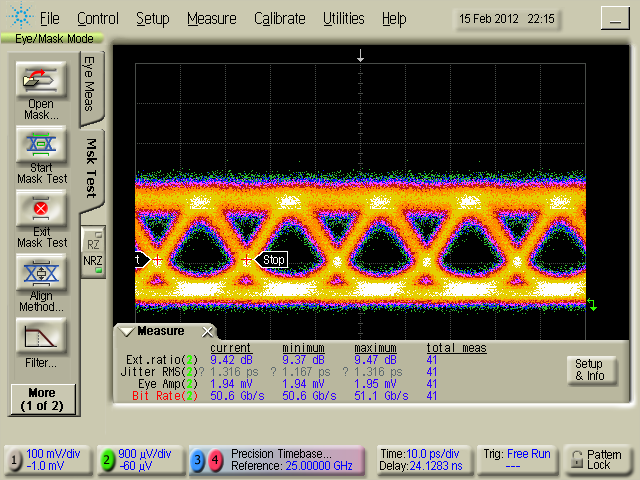 File Control Setup Measure Calibrate Utilities Help 15 Feb 2012 22:15
Eye/Mask Mode
Eye Meas
Msk Test
Open
Mask...
Start
Mask Test
Exit
Mask Test
RZ
NRZ
Align
Method...
Filter...
More
(1 of 2)
Stop
Measure
current minimum maximum total meas
Ext.ratio(2) 9.42 dB 9.37 dB 9.47 dB 41
Jitter RMS(2) ? 1.316 ps ? 1.167 ps ? 1.316 ps 41
Eye Amp(2) 1.94 mV 1.94 mV 1.95 mV 41
Bit Rate(2) 50.6 Gb/s 50.6 Gb/s 51.1 Gb/s 41
Setup
& Info
1 100 mV/div
-1.0 mV
2 900 µV/div
-60 µV
3 4 Precision Timebase...
Reference: 25.00000 GHz
Time:10.0 ps/div
Delay:24.1283 ns
Trig: Free Run
---
Pattern
Lock